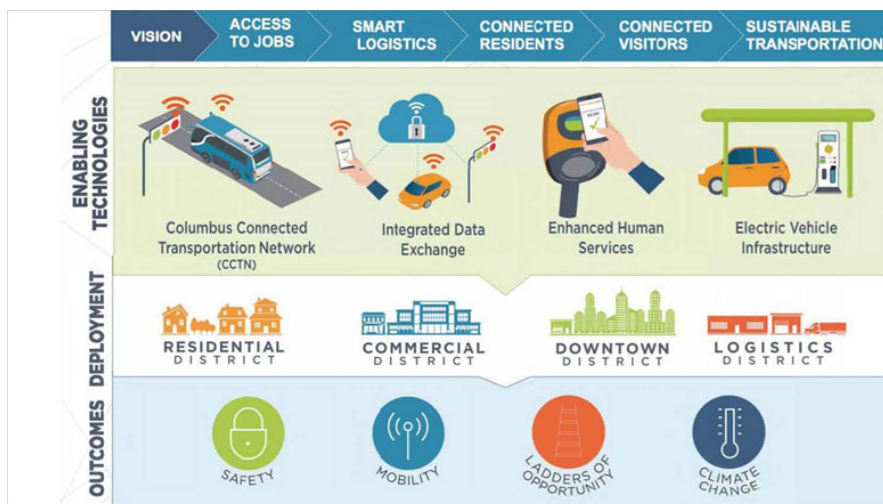 VISION
ACCESS
TO JOBS
SMART
LOGISTICS
CONNECTED
RESIDENTS
CONNECTED
VISITORS
SUSTAINABLE
TRANSPORTATION
ENABLING
TECHNOLOGIES
Columbus Connected
Transportation Network
(CCTN)
Integrated Data
Exchange
Enhanced Human
Services
Electric Vehicle
Infrastructure
DEPLOYMENT
RESIDENTIAL
DISTRICT
COMMERCIAL
DISTRICT
DOWNTOWN
DISTRICT
LOGISTICS
DISTRICT
OUTCOMES
SAFETY
MOBILITY
LADDERS OF
OPPORTUNITY
CLIMATE
CHANGE